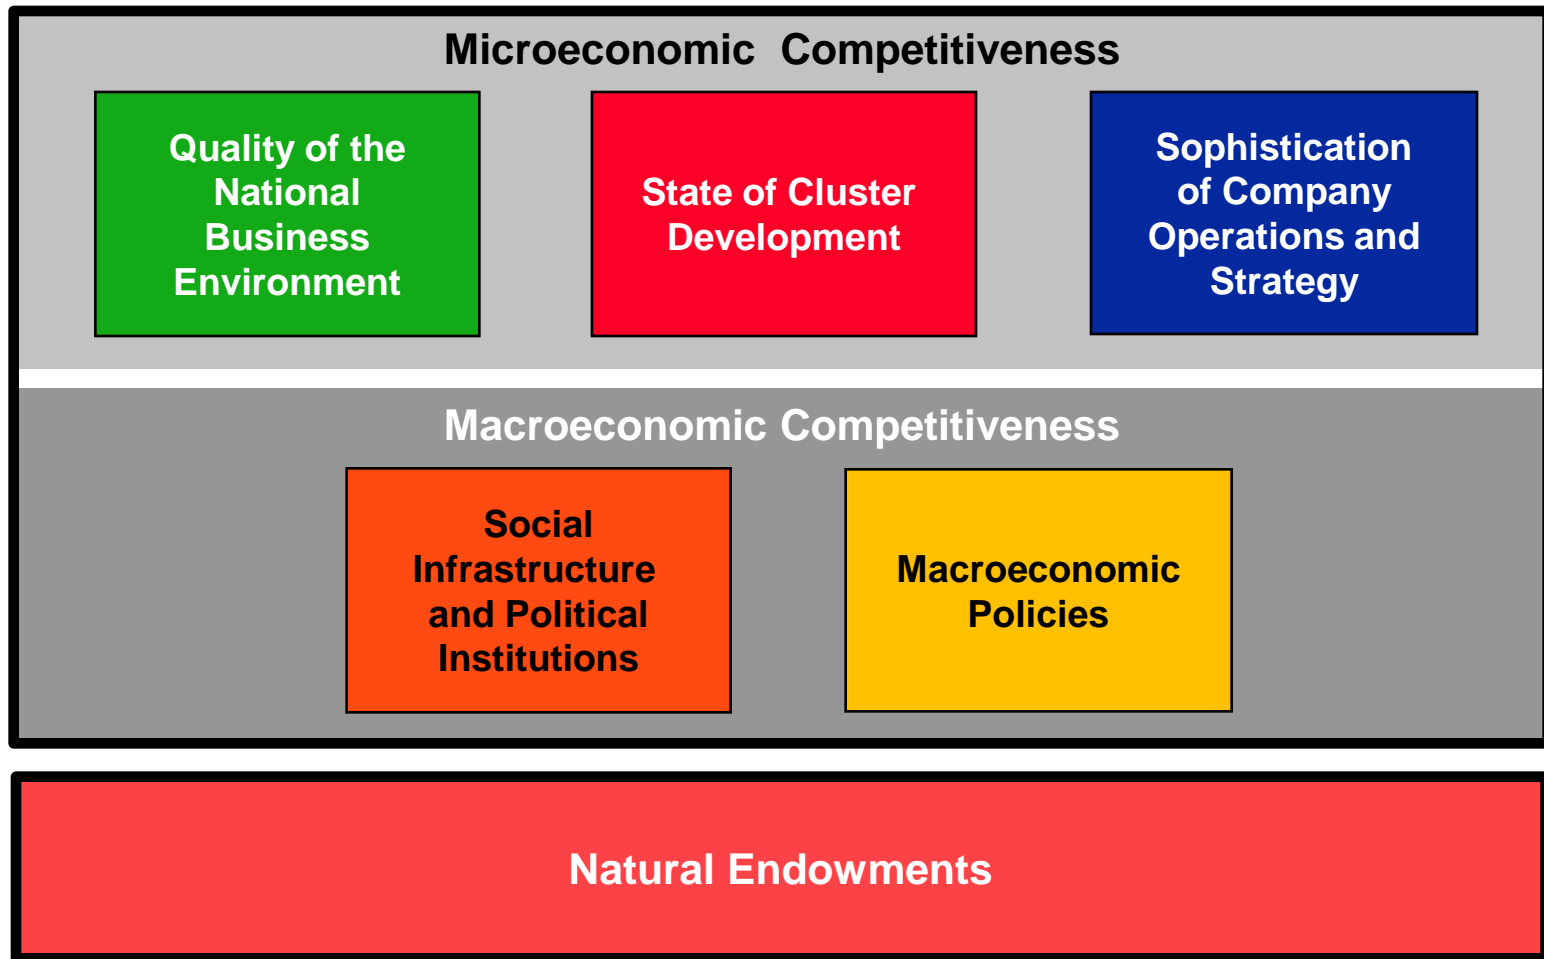 Microeconomic Competitiveness
Quality of the
National
Business
Environment
State of Cluster
Development
Sophistication
of Company
Operations and
Strategy
Macroeconomic Competitiveness
Social
Infrastructure
and Political
Institutions
Macroeconomic
Policies
Natural Endowments